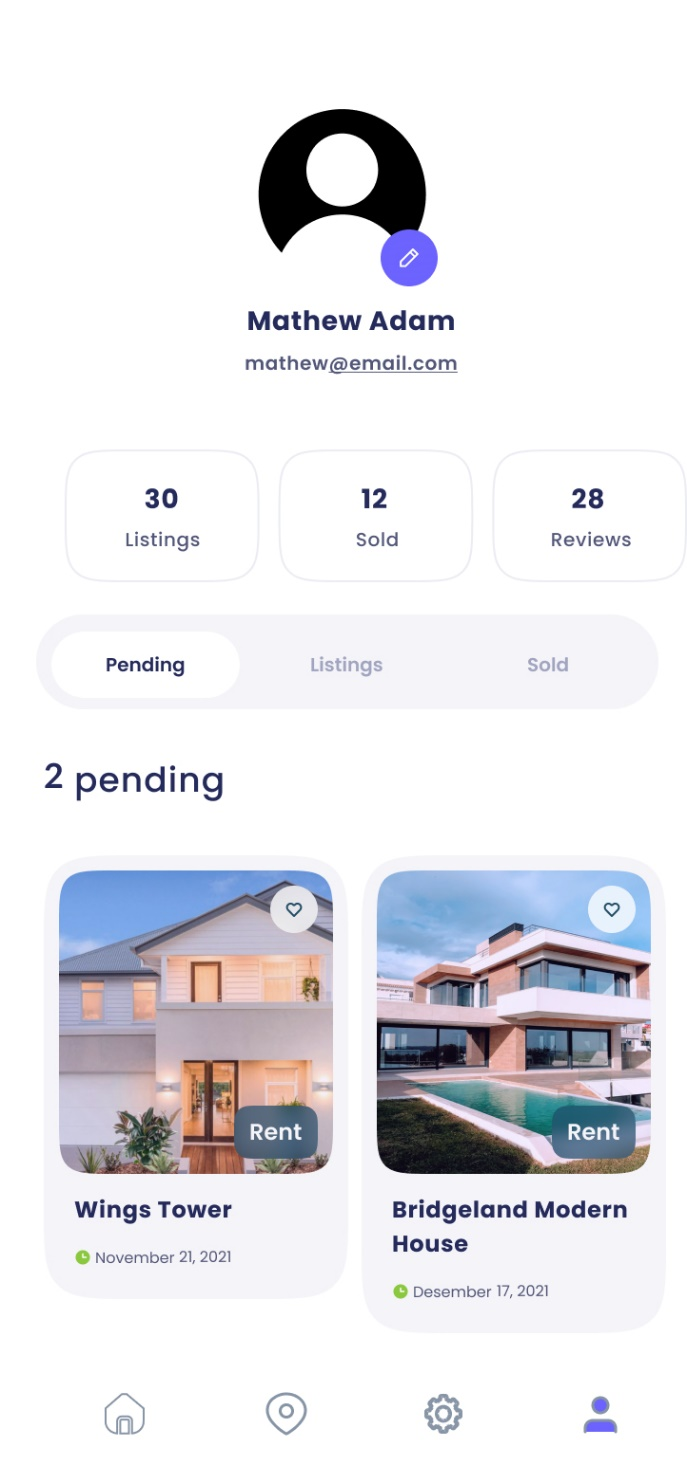 Mathew Adam
mathew@email.com
30
Listings
12
Sold
28
Reviews
Pending
Listings
Sold
2 pending
Rent
Rent
Wings Tower
November 21, 2021
Bridgeland Modern
House
Desember 17, 2021